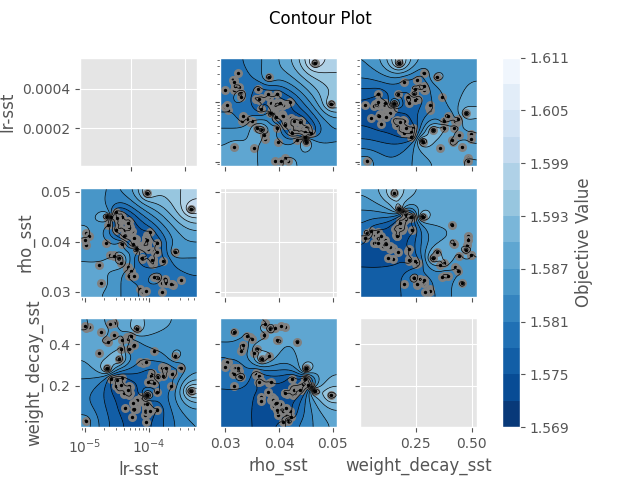 Contour Plot
lr-sst
0.0004
0.0002
rho_sst
0.05
0.04
0.03
weight_decay_sst
0.4
0.2
10⁻⁵ 10⁻⁴
lr-sst
0.03 0.04 0.05
rho_sst
0.25 0.50
weight_decay_sst
1.611
1.605
1.599
1.593
1.587
1.581
1.575
1.569
Objective Value